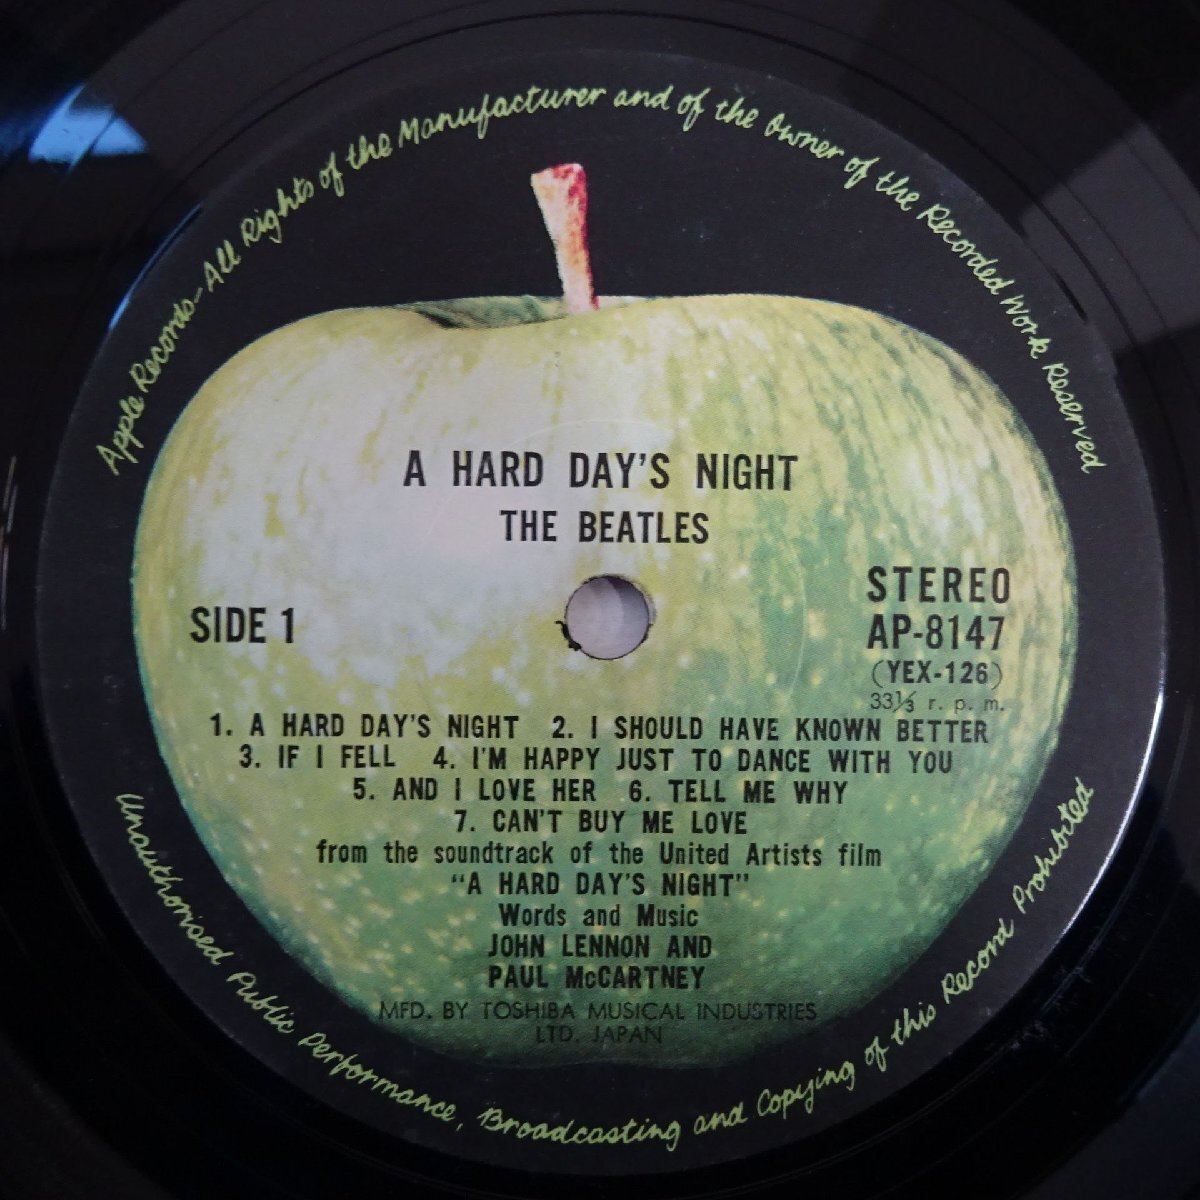 Apple Records-All Rights of the Manufacturer and of the Owner of the Recorded Work Reserved
A HARD DAY'S NIGHT
THE BEATLES
SIDE 1
STEREO
AP-8147
(YEX-126)
33⅓ r. p. m.
1. A HARD DAY'S NIGHT 2. I SHOULD HAVE KNOWN BETTER
3. IF I FELL 4. I'M HAPPY JUST TO DANCE WITH YOU
5. AND I LOVE HER 6. TELL ME WHY
7. CAN'T BUY ME LOVE
from the soundtrack of the United Artists film
"A HARD DAY'S NIGHT"
Words and Music
JOHN LENNON AND
PAUL McCARTNEY
MFD. BY TOSHIBA MUSICAL INDUSTRIES
LTD. JAPAN
Unauthorised Public Performance, Broadcasting and Copying of this Record Prohibited